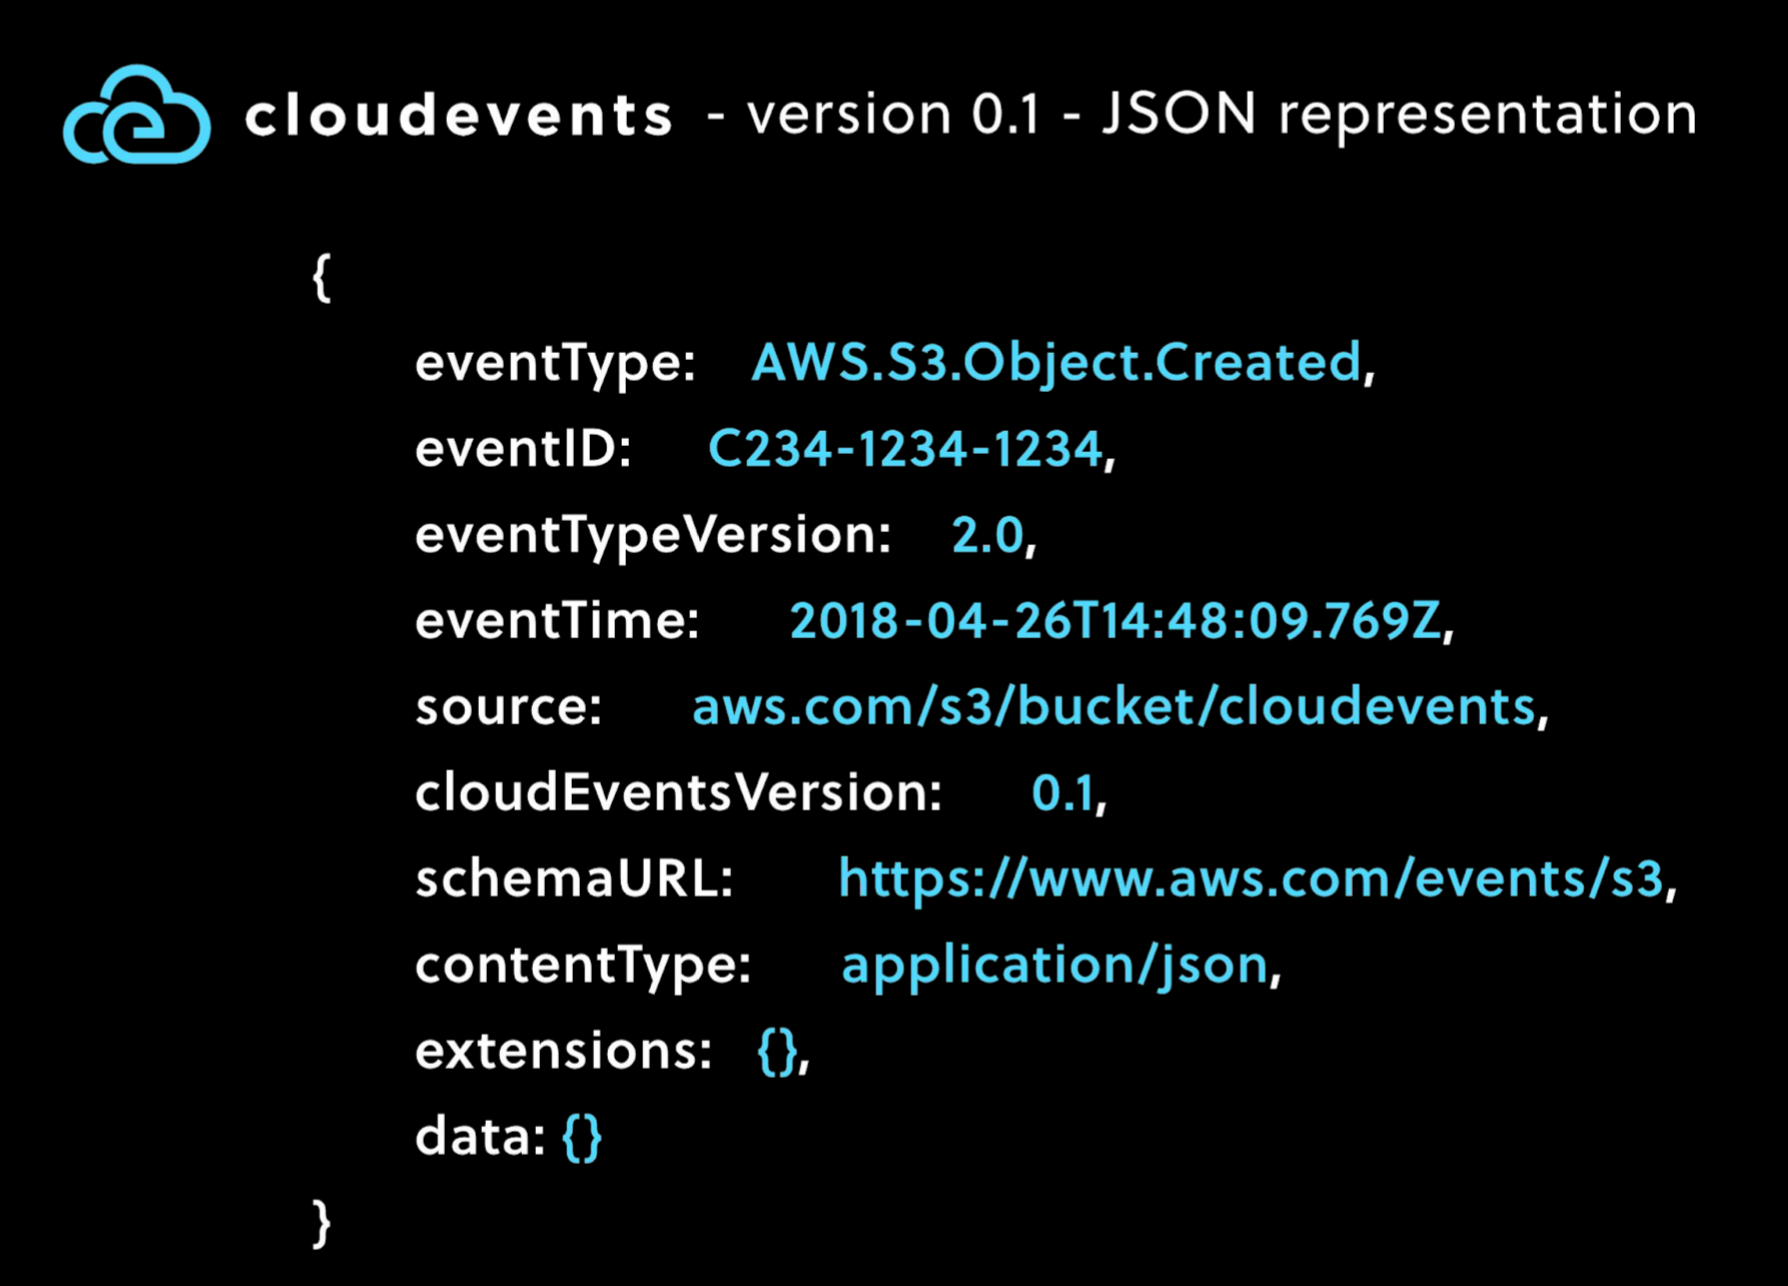 cloudevents - version 0.1 - JSON representation
{
eventType: AWS.S3.Object.Created,
eventID: C234-1234-1234,
eventTypeVersion: 2.0,
eventTime: 2018-04-26T14:48:09.769Z,
source: aws.com/s3/bucket/cloudevents,
cloudEventsVersion: 0.1,
schemaURL: https://www.aws.com/events/s3,
contentType: application/json,
extensions: {},
data: {}
}